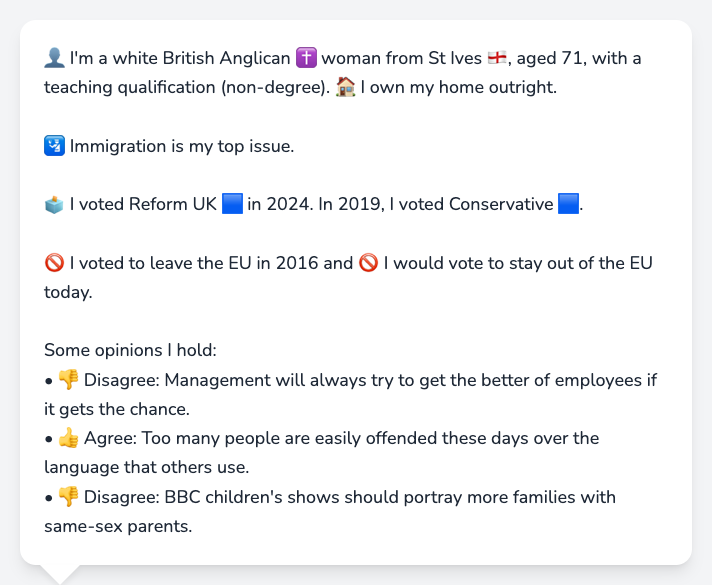 👤 I'm a white British Anglican ✝️ woman from St Ives 🏴󠁧󠁢󠁥󠁮󠁧󠁿, aged 71, with a
teaching qualification (non-degree). 🏠 I own my home outright.
🛂 Immigration is my top issue.
🗳️ I voted Reform UK 🟦 in 2024. In 2019, I voted Conservative 🟦.
🚫 I voted to leave the EU in 2016 and 🚫 I would vote to stay out of the EU
today.
Some opinions I hold:
• 👎 Disagree: Management will always try to get the better of employees if
it gets the chance.
• 👍 Agree: Too many people are easily offended these days over the
language that others use.
• 👎 Disagree: BBC children's shows should portray more families with
same-sex parents.